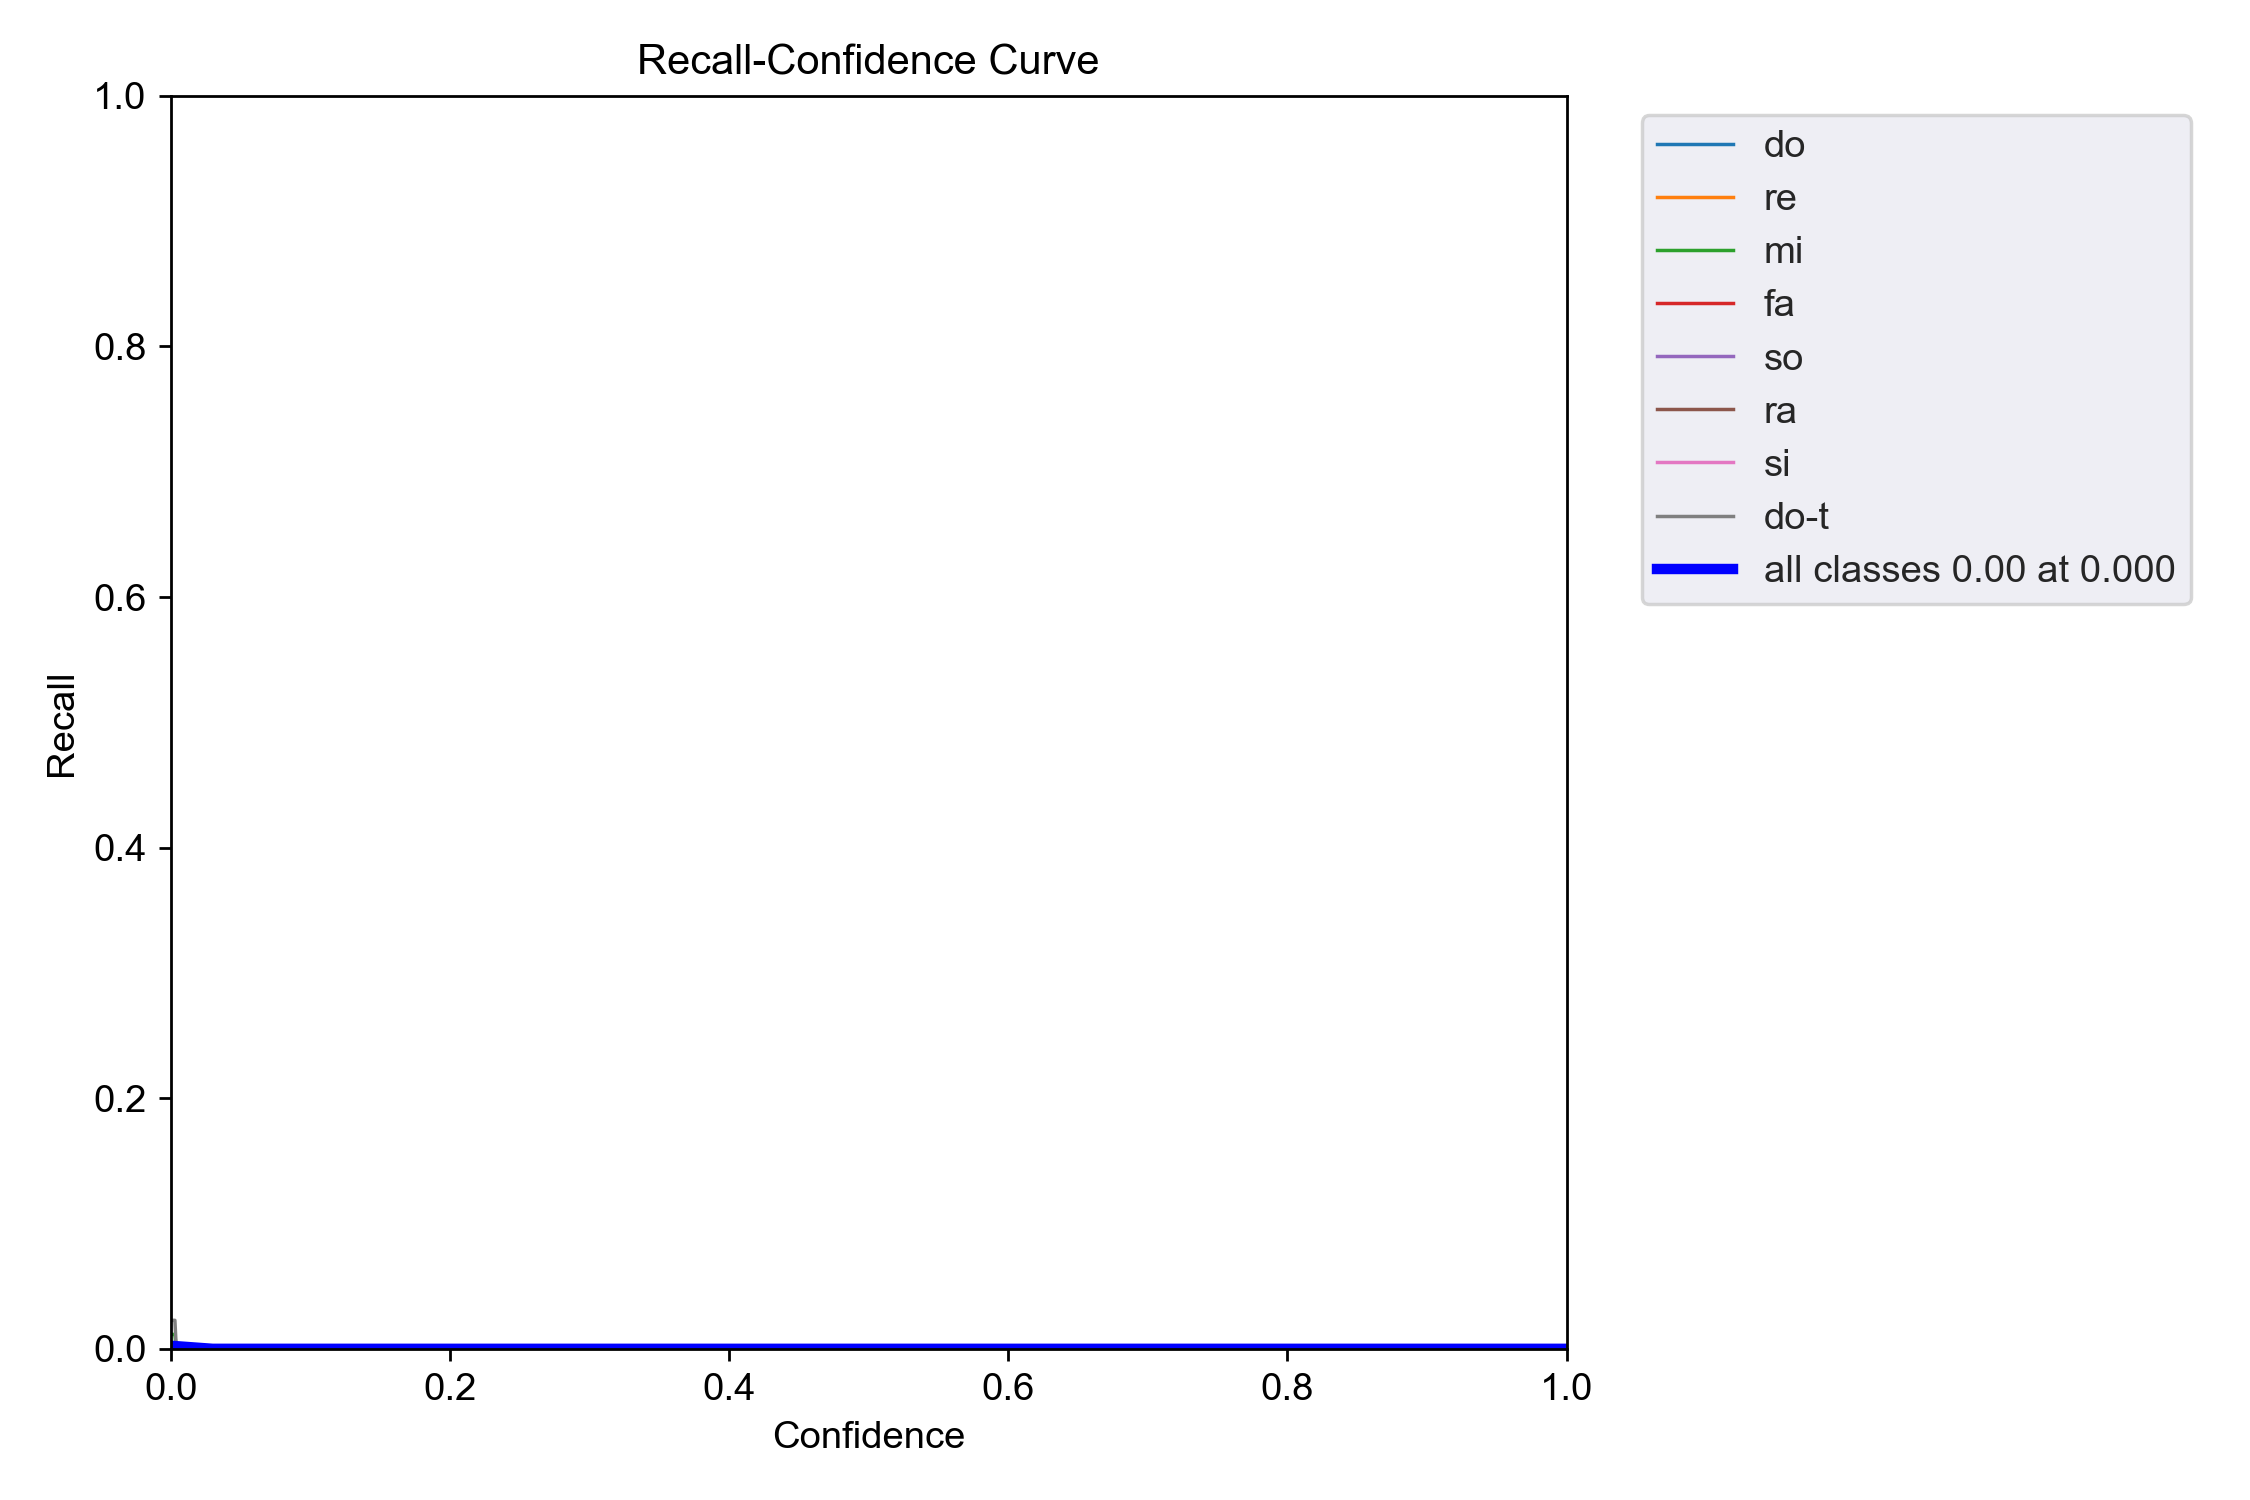 Recall-Confidence Curve
1.0
0.8
0.6
0.4
0.2
0.0
Recall
0.0 0.2 0.4 0.6 0.8 1.0
Confidence
do
re
mi
fa
so
ra
si
do-t
all classes 0.00 at 0.000